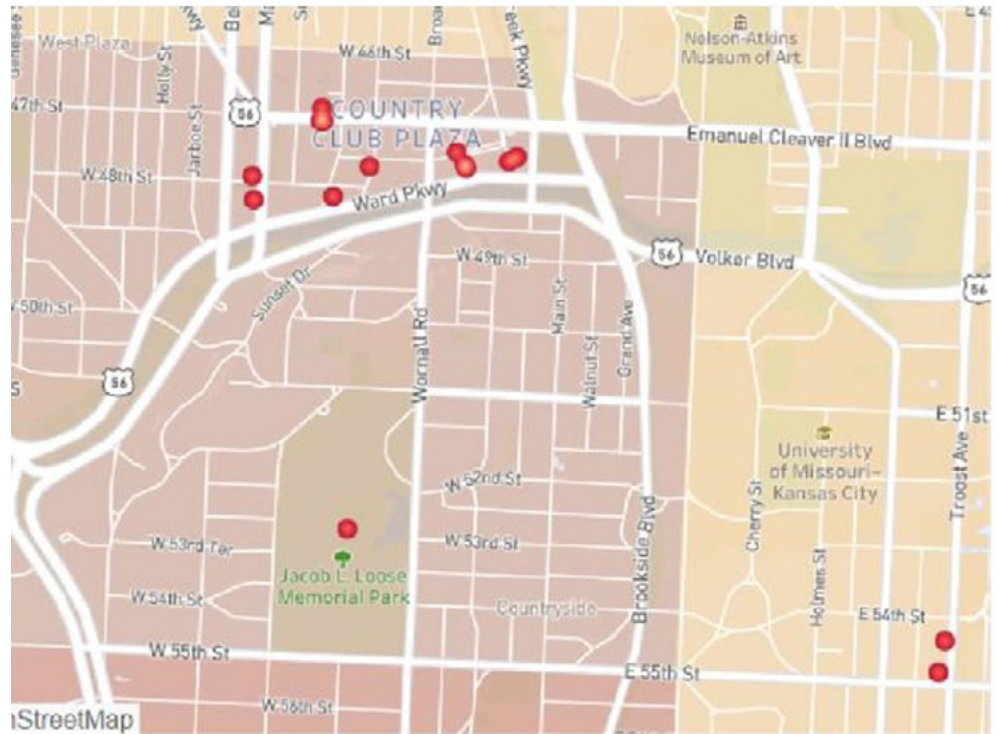 West Plaza
W 46th St
Nelson-Atkins
Museum of Art
Holly St
47th St
56
COUNTRY
CLUB PLAZA
Emanuel Cleaver II Blvd
Jarboe St
W 48th St
Ward Pkwy
W 49th St
56
Volker Blvd
56
Sunset Dr
50th St
Wornall Rd
Main St
Walnut St
Grand Ave
56
E 51st
University
of Missouri-
Kansas City
Troost Ave
W 52nd St
Cherry St
Brookside Blvd
W 53rd Ter
W 53rd St
Jacob L. Loose
Memorial Park
W 54th St
Countryside
Holmes St
E 54th St
W 55th St
E 55th St
W 56th St
nStreetMap